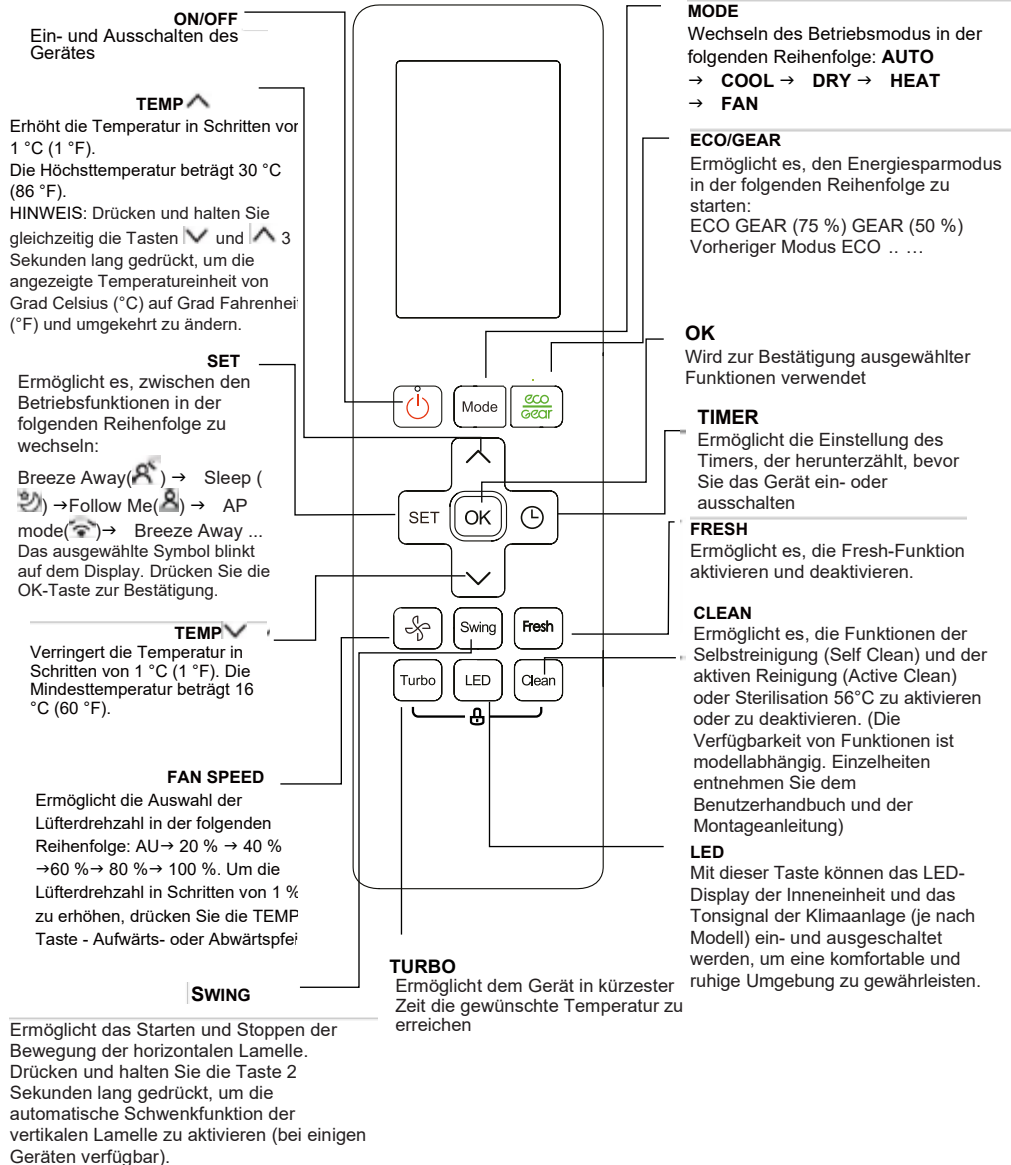 ON/OFF
Ein- und Ausschalten des
Gerätes
TEMP
Erhöht die Temperatur in Schritten von
1 °C (1 °F).
Die Höchsttemperatur beträgt 30 °C
(86 °F).
HINWEIS: Drücken und halten Sie
gleichzeitig die Tasten und 3
Sekunden lang gedrückt, um die
angezeigte Temperatureinheit von
Grad Celsius (°C) auf Grad Fahrenhei
(°F) und umgekehrt zu ändern.
SET
Ermöglicht es, zwischen den
Betriebsfunktionen in der
folgenden Reihenfolge zu
wechseln:
Breeze Away( ) → Sleep (
) →Follow Me( ) → AP
mode( )→ Breeze Away ...
Das ausgewählte Symbol blinkt
auf dem Display. Drücken Sie die
OK-Taste zur Bestätigung.
TEMP
Verringert die Temperatur in
Schritten von 1 °C (1 °F). Die
Mindesttemperatur beträgt 16
°C (60 °F).
FAN SPEED
Ermöglicht die Auswahl der
Lüfterdrehzahl in der folgenden
Reihenfolge: AU→ 20 % → 40 %
→60 %→ 80 %→ 100 %. Um die
Lüfterdrehzahl in Schritten von 1 %
zu erhöhen, drücken Sie die TEMP
Taste - Aufwärts- oder Abwärtspfei
SWING
Ermöglicht das Starten und Stoppen der
Bewegung der horizontalen Lamelle.
Drücken und halten Sie die Taste 2
Sekunden lang gedrückt, um die
automatische Schwenkfunktion der
vertikalen Lamelle zu aktivieren (bei einigen
Geräten verfügbar).
Mode
eco
Gear
SET
OK
Swing
Fresh
Turbo
LED
Clean
TURBO
Ermöglicht dem Gerät in kürzester
Zeit die gewünschte Temperatur zu
erreichen
MODE
Wechseln des Betriebsmodus in der
folgenden Reihenfolge: AUTO
→ COOL → DRY → HEAT
→ FAN
ECO/GEAR
Ermöglicht es, den Energiesparmodus
in der folgenden Reihenfolge zu
starten:
ECO GEAR (75 %) GEAR (50 %)
Vorheriger Modus ECO .. …
OK
Wird zur Bestätigung ausgewählter
Funktionen verwendet
TIMER
Ermöglicht die Einstellung des
Timers, der herunterzählt, bevor
Sie das Gerät ein- oder
ausschalten
FRESH
Ermöglicht es, die Fresh-Funktion
aktivieren und deaktivieren.
CLEAN
Ermöglicht es, die Funktionen der
Selbstreinigung (Self Clean) und der
aktiven Reinigung (Active Clean)
oder Sterilisation 56°C zu aktivieren
oder zu deaktivieren. (Die
Verfügbarkeit von Funktionen ist
modellabhängig. Einzelheiten
entnehmen Sie dem
Benutzerhandbuch und der
Montageanleitung)
LED
Mit dieser Taste können das LED-
Display der Inneneinheit und das
Tonsignal der Klimaanlage (je nach
Modell) ein- und ausgeschaltet
werden, um eine komfortable und
ruhige Umgebung zu gewährleisten.